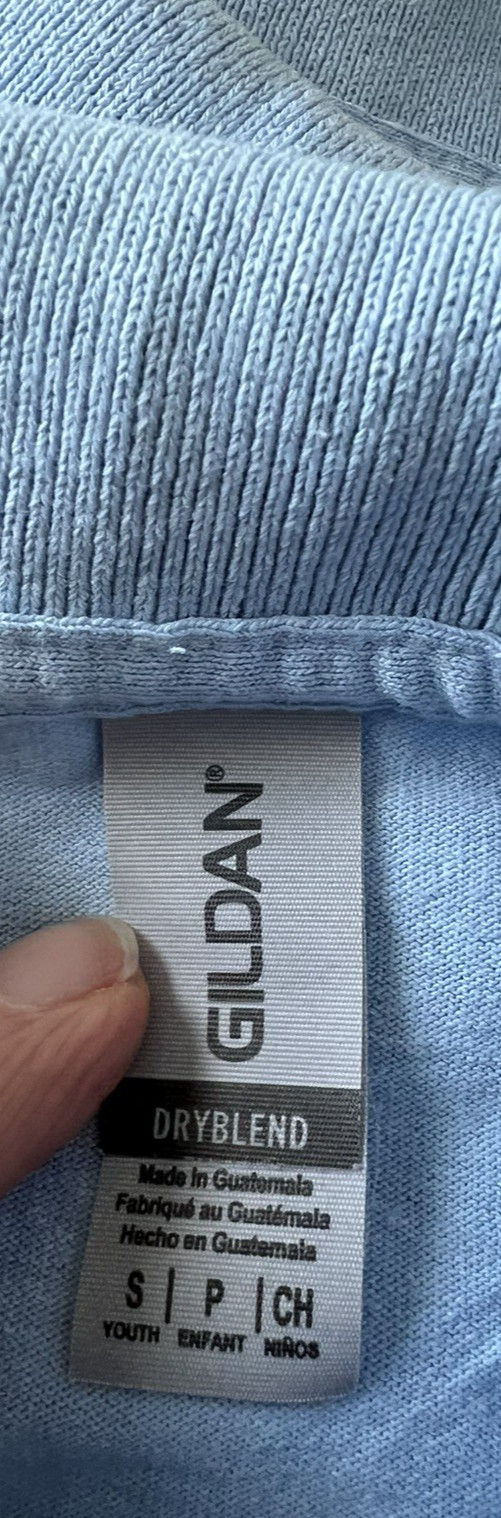 GILDAN®
DRYBLEND
Made in Guatemala
Fabriqué au Guatémala
Hecho en Guatemala
S | P | CH
YOUTH ENFANT NIÑOS